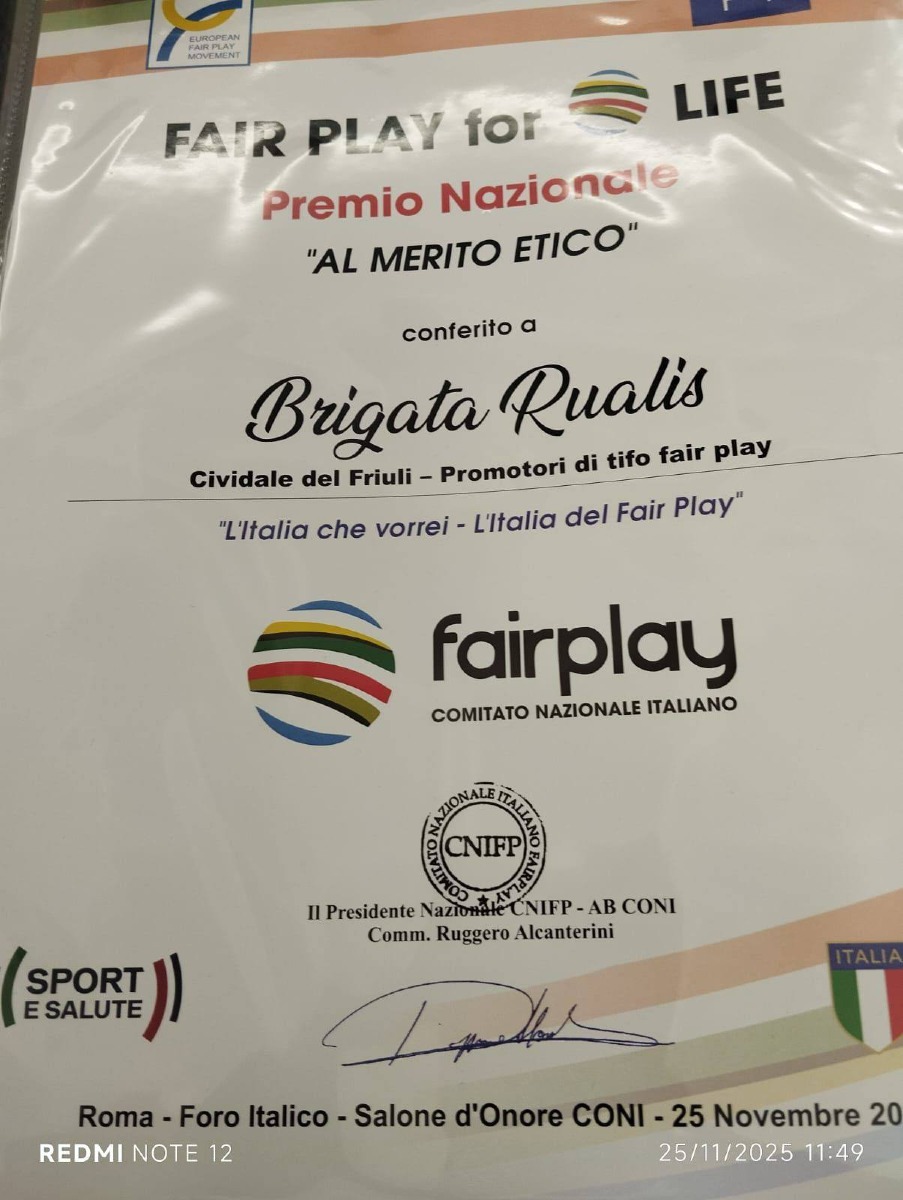 EUROPEAN
FAIR PLAY
MOVEMENT
FAIR PLAY for LIFE
Premio Nazionale
"AL MERITO ETICO"
conferito a
Brigata Rualis
Cividale del Friuli – Promotori di tifo fair play
"L'Italia che vorrei - L'Italia del Fair Play"
fairplay
COMITATO NAZIONALE ITALIANO
COMITATO NAZIONALE ITALIANO FAIRPLAY
CNIFP
Il Presidente Nazionale CNIFP - AB CONI
Comm. Ruggero Alcanterini
SPORT
E SALUTE
ITALIA
Roma - Foro Italico - Salone d'Onore CONI - 25 Novembre 20
REDMI NOTE 12
25/11/2025 11:49